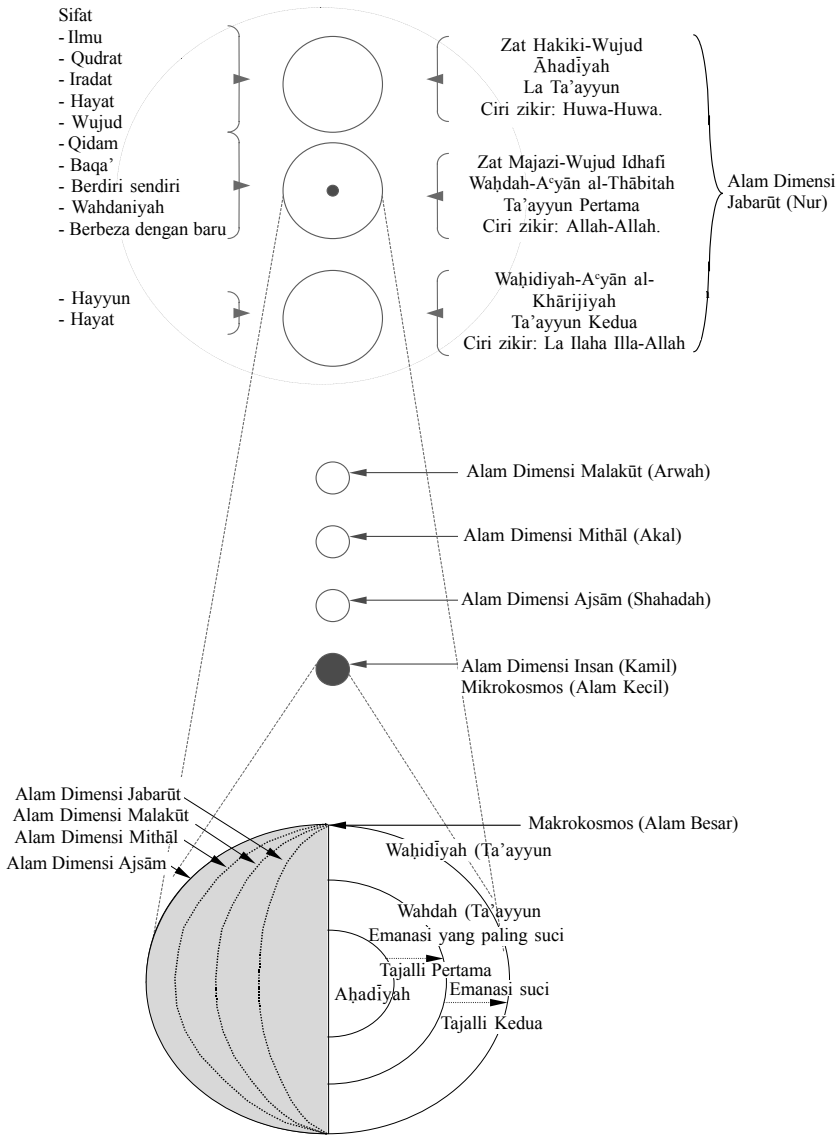 Sifat
- Ilmu
- Qudrat
- Iradat
- Hayat
- Wujud
- Qidam
- Baqa’
- Berdiri sendiri
- Wahdaniyah
- Berbeza dengan baru
- Hayyun
- Hayat
Zat Hakiki-Wujud
Āhadīyah
La Ta’ayyun
Ciri zikir: Huwa-Huwa.
Zat Majazi-Wujud Idhafi
Waḥdah-Aᶜyān al-Thābitah
Ta’ayyun Pertama
Ciri zikir: Allah-Allah.
Waḥidiyah-Aᶜyān al-
Khārijiyah
Ta’ayyun Kedua
Ciri zikir: La Ilaha Illa-Allah
Alam Dimensi
Jabarūt (Nur)
Alam Dimensi Malakūt (Arwah)
Alam Dimensi Mithāl (Akal)
Alam Dimensi Ajsām (Shahadah)
Alam Dimensi Insan (Kamil)
Mikrokosmos (Alam Kecil)
Alam Dimensi Jabarūt
Alam Dimensi Malakūt
Alam Dimensi Mithāl
Alam Dimensi Ajsām
Makrokosmos (Alam Besar)
Waḥidīyah (Ta’ayyun
Wahdah (Ta’ayyun
Emanasi yang paling suci
Tajalli Pertama
Aḥadīyah
Emanasi suci
Tajalli Kedua